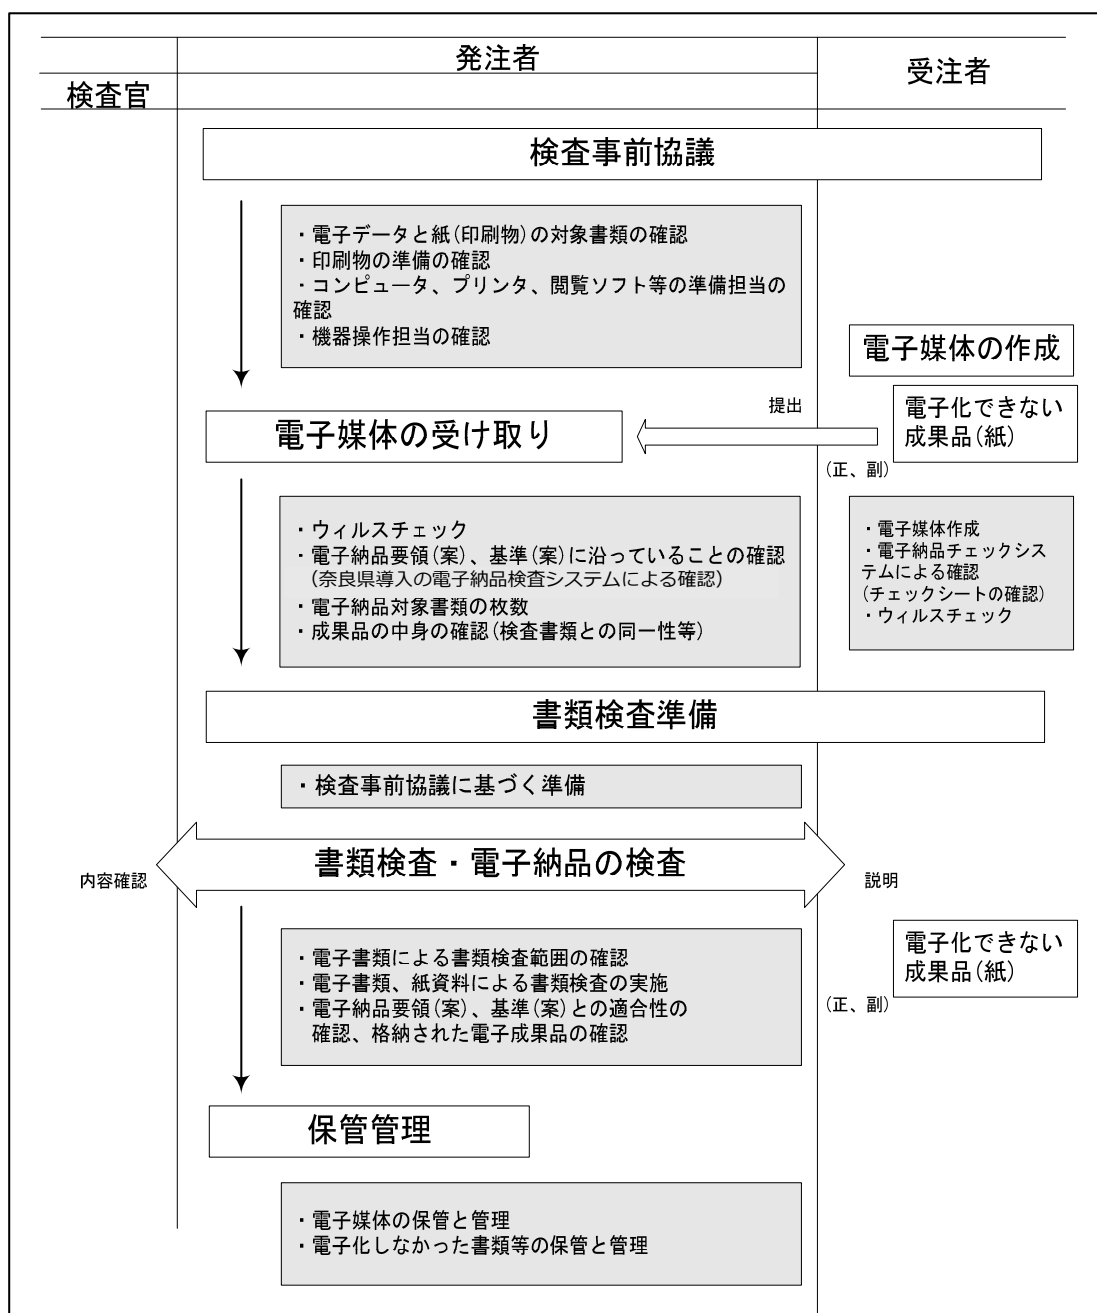 発注者
受注者
検査官
検査事前協議
・電子データと紙(印刷物)の対象書類の確認
・印刷物の準備の確認
・コンピュータ、プリンタ、閲覧ソフト等の準備担当の
確認
・機器操作担当の確認
電子媒体の作成
提出
電子化できない
成果品(紙)
電子媒体の受け取り
(正、副)
・ウィルスチェック
・電子納品要領(案)、基準(案)に沿っていることの確認
(奈良県導入の電子納品検査システムによる確認)
・電子納品対象書類の枚数
・成果品の中身の確認(検査書類との同一性等)
・電子媒体作成
・電子納品チェックシス
テムによる確認
(チェックシートの確認)
・ウィルスチェック
書類検査準備
・検査事前協議に基づく準備
書類検査・電子納品の検査
内容確認
説明
・電子書類による書類検査範囲の確認
・電子書類、紙資料による書類検査の実施
・電子納品要領(案)、基準(案)との適合性の
確認、格納された電子成果品の確認
電子化できない
成果品(紙)
(正、副)
保管管理
・電子媒体の保管と管理
・電子化しなかった書類等の保管と管理